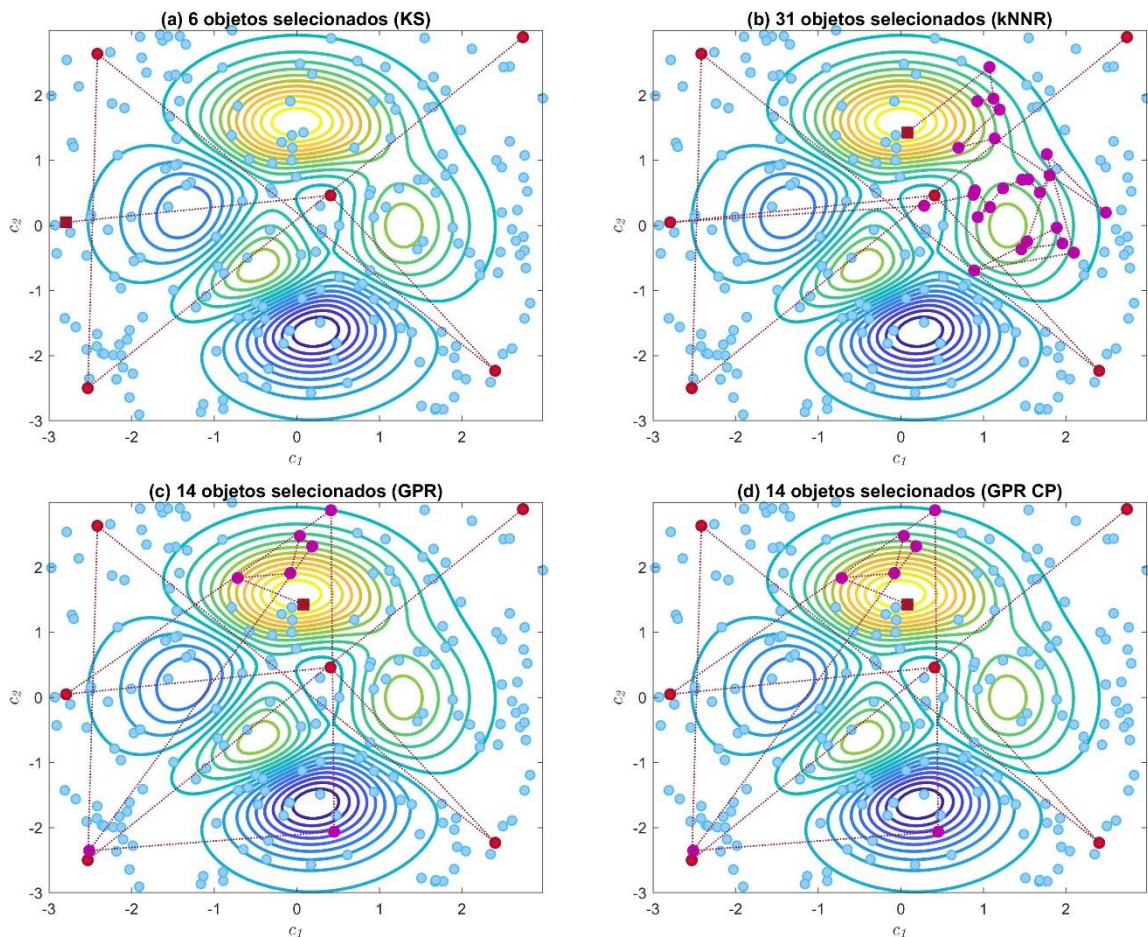 (a) 6 objetos selecionados (KS)
2
1
0
-1
-2
-3
c2
-3 -2 -1 0 1 2
c1
(b) 31 objetos selecionados (kNNR)
2
1
0
-1
-2
-3
c2
-3 -2 -1 0 1 2
c1
(c) 14 objetos selecionados (GPR)
2
1
0
-1
-2
-3
c2
-3 -2 -1 0 1 2
c1
(d) 14 objetos selecionados (GPR CP)
2
1
0
-1
-2
-3
c2
-3 -2 -1 0 1 2
c1